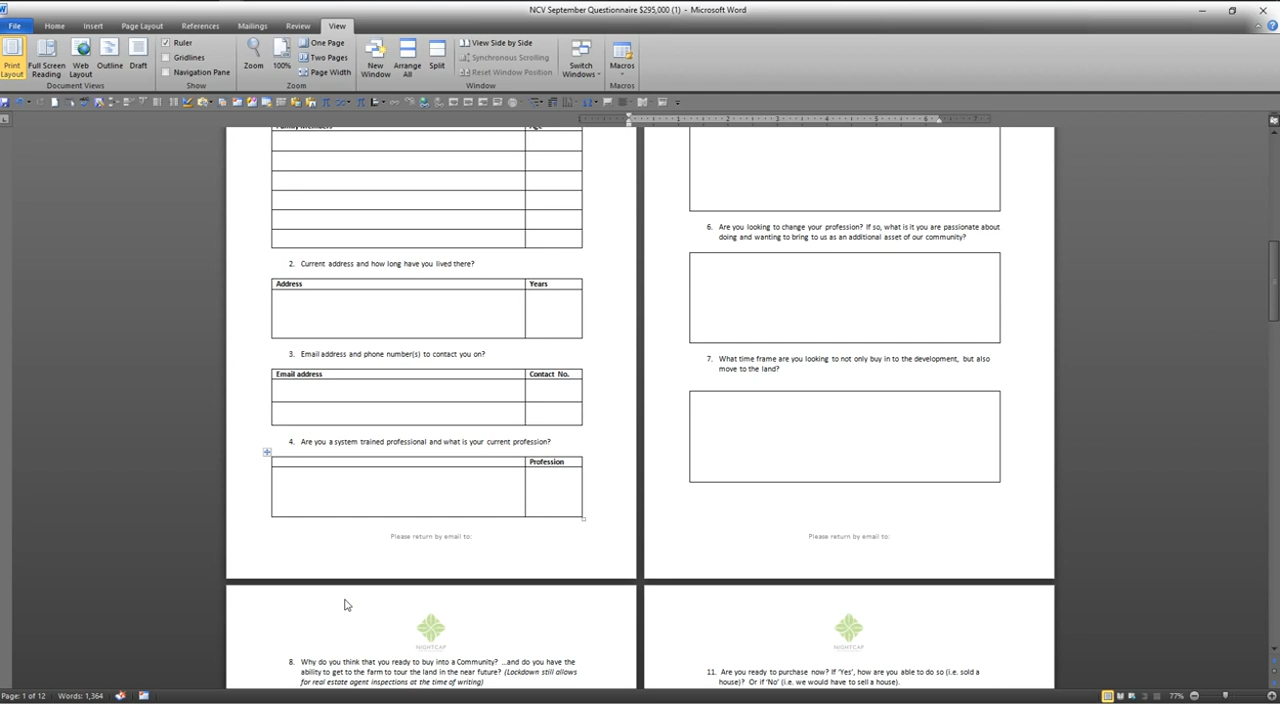 NCV September Questionnaire $295,000 (1) - Microsoft Word
File Home Insert Page Layout References Mailings Review View
Print Layout
Full Screen Reading
Web Layout
Outline
Draft
Document Views
Ruler
Gridlines
Navigation Pane
Show
Zoom
100%
One Page
Two Pages
Page Width
Zoom
New Window
Arrange All
Split
View Side by Side
Synchronous Scrolling
Reset Window Position
Window
Switch Windows
Macros
Macros
Family Members Age
2. Current address and how long have you lived there?
Address Years
3. Email address and phone number(s) to contact you on?
Email address Contact No.
4. Are you a system trained professional and what is your current profession?
Profession
Please return by email to:
6. Are you looking to change your profession? If so, what is it you are passionate about
doing and wanting to bring to us as an additional asset of our community?
7. What time frame are you looking to not only buy in to the development, but also
move to the land?
Please return by email to:
NIGHTCAP
8. Why do you think that you ready to buy into a Community? ...and do you have the
ability to get to the farm to tour the land in the near future? (Lockdown still allows
for real estate agent inspections at the time of writing)
NIGHTCAP
11. Are you ready to purchase now? If 'Yes', how are you able to do so (i.e. sold a
house)? Or if 'No' (i.e. we would have to sell a house).
Page: 1 of 12 Words: 1,364 77%